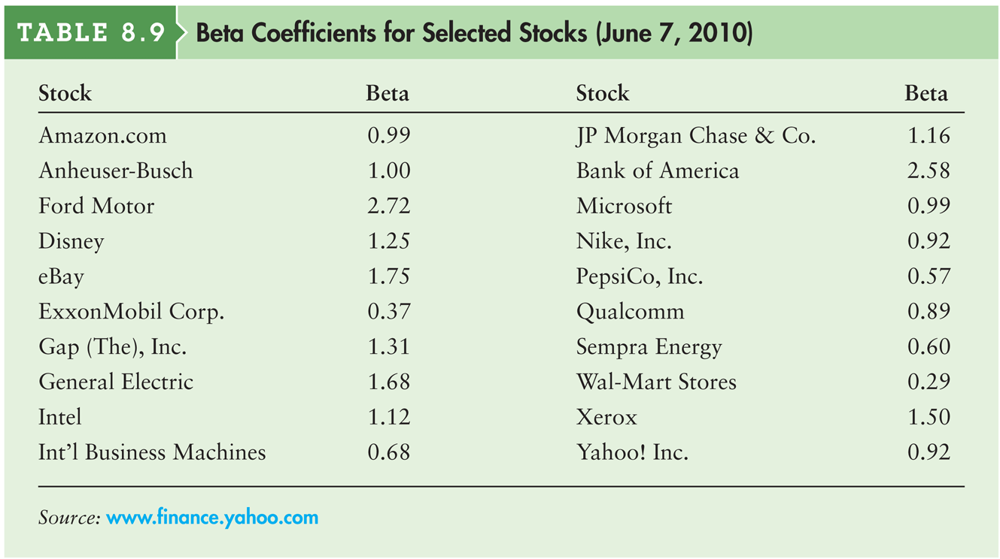 TABLE 8.9 Beta Coefficients for Selected Stocks (June 7, 2010)
Stock Beta Stock Beta
Amazon.com 0.99 JP Morgan Chase & Co. 1.16
Anheuser-Busch 1.00 Bank of America 2.58
Ford Motor 2.72 Microsoft 0.99
Disney 1.25 Nike, Inc. 0.92
eBay 1.75 PepsiCo, Inc. 0.57
ExxonMobil Corp. 0.37 Qualcomm 0.89
Gap (The), Inc. 1.31 Sempra Energy 0.60
General Electric 1.68 Wal-Mart Stores 0.29
Intel 1.12 Xerox 1.50
Int'l Business Machines 0.68 Yahoo! Inc. 0.92
Source: www.finance.yahoo.com